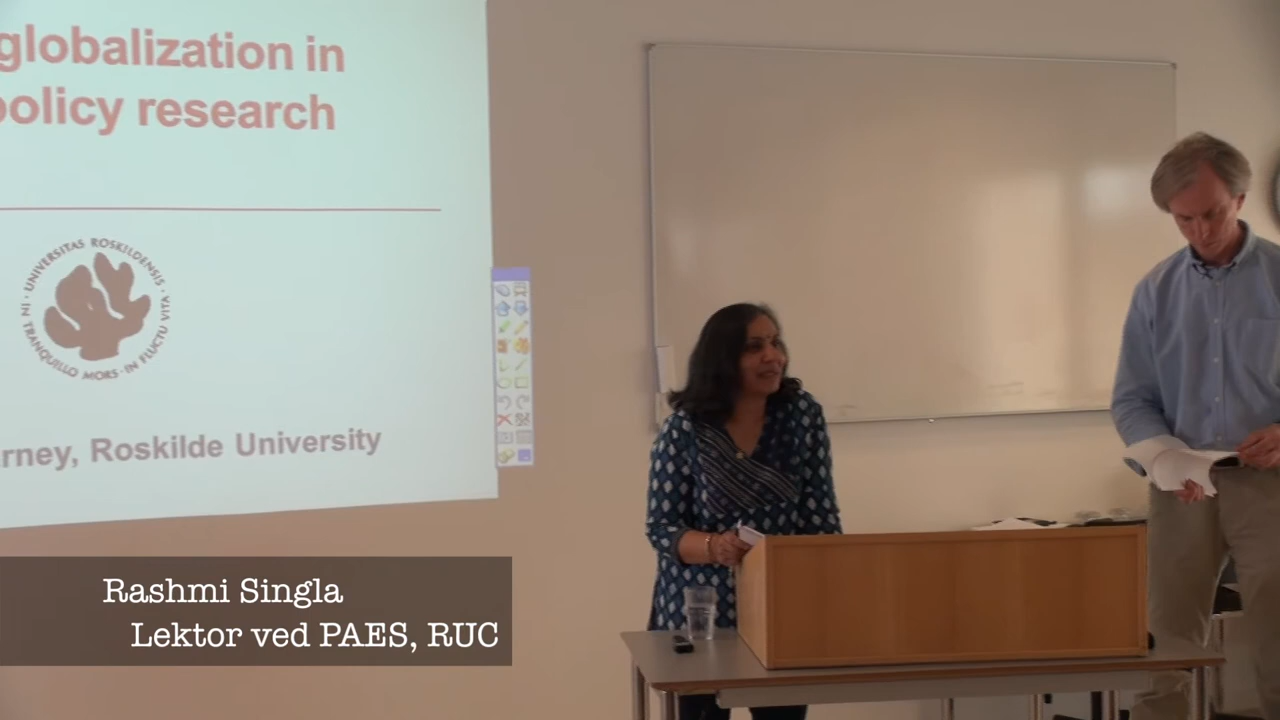 globalization in
policy research
UNIVERSITAS ROSKILDENSIS
IN TRANQUILLO MORS · IN FLUCTU VITA
rney, Roskilde University
Rashmi Singla
Lektor ved PAES, RUC